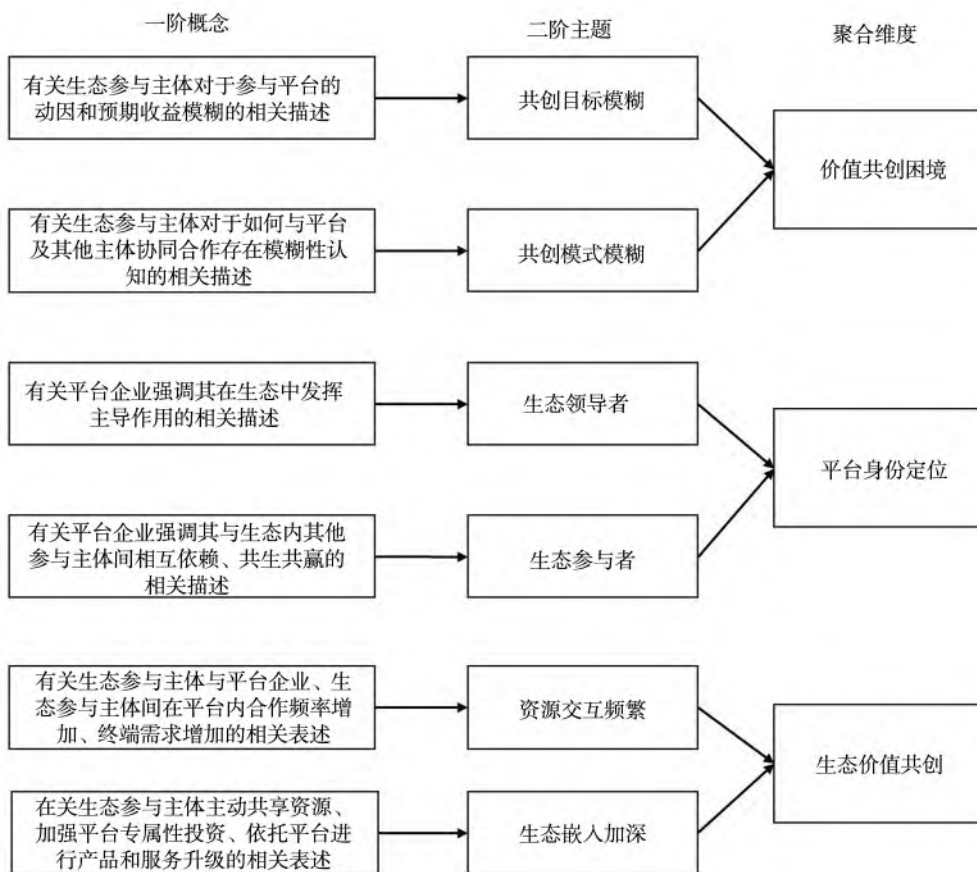 一阶概念
二阶主题
聚合维度
有关生态参与主体对于参与平台的
动因和预期收益模糊的相关描述
共创目标模糊
价值共创困境
有关生态参与主体对于如何与平台
及其他主体协同合作存在模糊性认
知的相关描述
共创模式模糊
有关平台企业强调其在生态中发挥
主导作用的相关描述
生态领导者
平台身份定位
有关平台企业强调其与生态内其他
参与主体间相互依赖、共生共赢的
相关描述
生态参与者
有关生态参与主体与平台企业、生
态参与主体间在平台内合作频率增
加、终端需求增加的相关表述
资源交互频繁
生态价值共创
在关生态参与主体主动共享资源、
加强平台专属性投资、依托平台进
行产品和服务升级的相关表述
生态嵌入加深